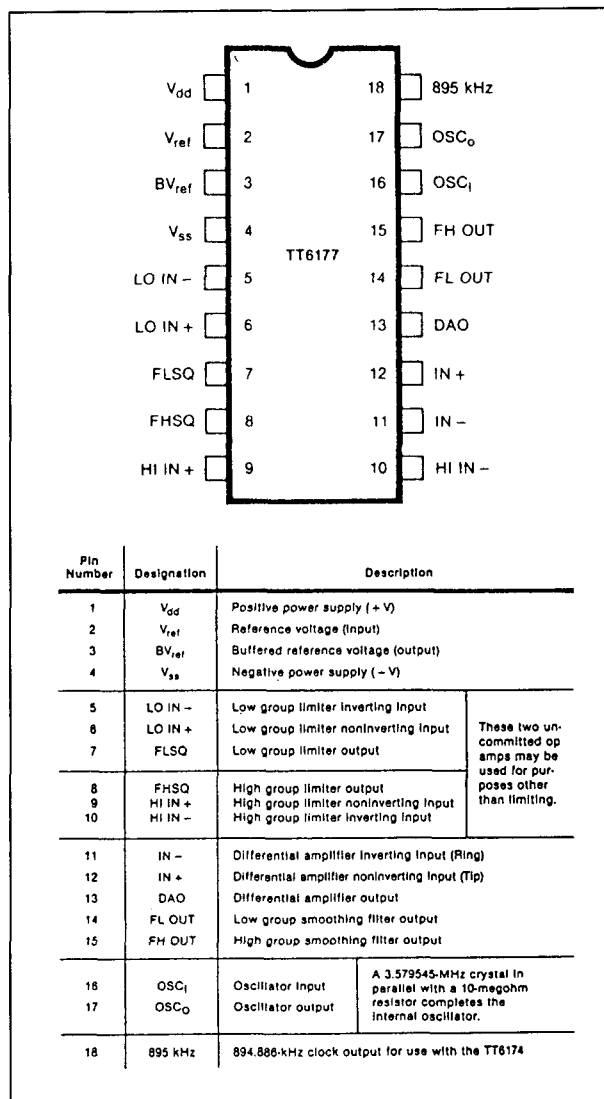 Vdd 1 18 895 kHz
Vref 2 17 OSCo
BVref 3 16 OSCI
Vss 4 15 FH OUT
TT6177
LO IN − 5 14 FL OUT
LO IN + 6 13 DAO
FLSQ 7 12 IN +
FHSQ 8 11 IN −
HI IN + 9 10 HI IN −
Pin Number Designation Description
1 Vdd Positive power supply (+ V)
2 Vref Reference voltage (input)
3 BVref Buffered reference voltage (output)
4 Vss Negative power supply (− V)
5 LO IN − Low group limiter inverting input
6 LO IN + Low group limiter noninverting input
7 FLSQ Low group limiter output
8 FHSQ High group limiter output
9 HI IN + High group limiter noninverting input
10 HI IN − High group limiter inverting input
These two un-
committed op
amps may be
used for pur-
poses other
than limiting.
11 IN − Differential amplifier inverting input (Ring)
12 IN + Differential amplifier noninverting input (Tip)
13 DAO Differential amplifier output
14 FL OUT Low group smoothing filter output
15 FH OUT High group smoothing filter output
16 OSCI Oscillator input
17 OSCO Oscillator output
A 3.579545-MHz crystal in
parallel with a 10-megohm
resistor completes the
internal oscillator.
18 895 kHz 894.886-kHz clock output for use with the TT6174